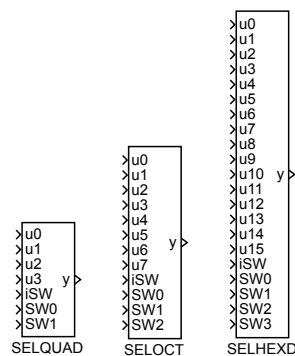 u0
u1
u2
u3
iSW
SW0
SW1
y
SELQUAD
u0
u1
u2
u3
u4
u5
u6
u7
iSW
SW0
SW1
SW2
y
SELOCT
u0
u1
u2
u3
u4
u5
u6
u7
u8
u9
u10
u11
u12
u13
u14
u15
iSW
SW0
SW1
SW2
SW3
y
SELHEXD